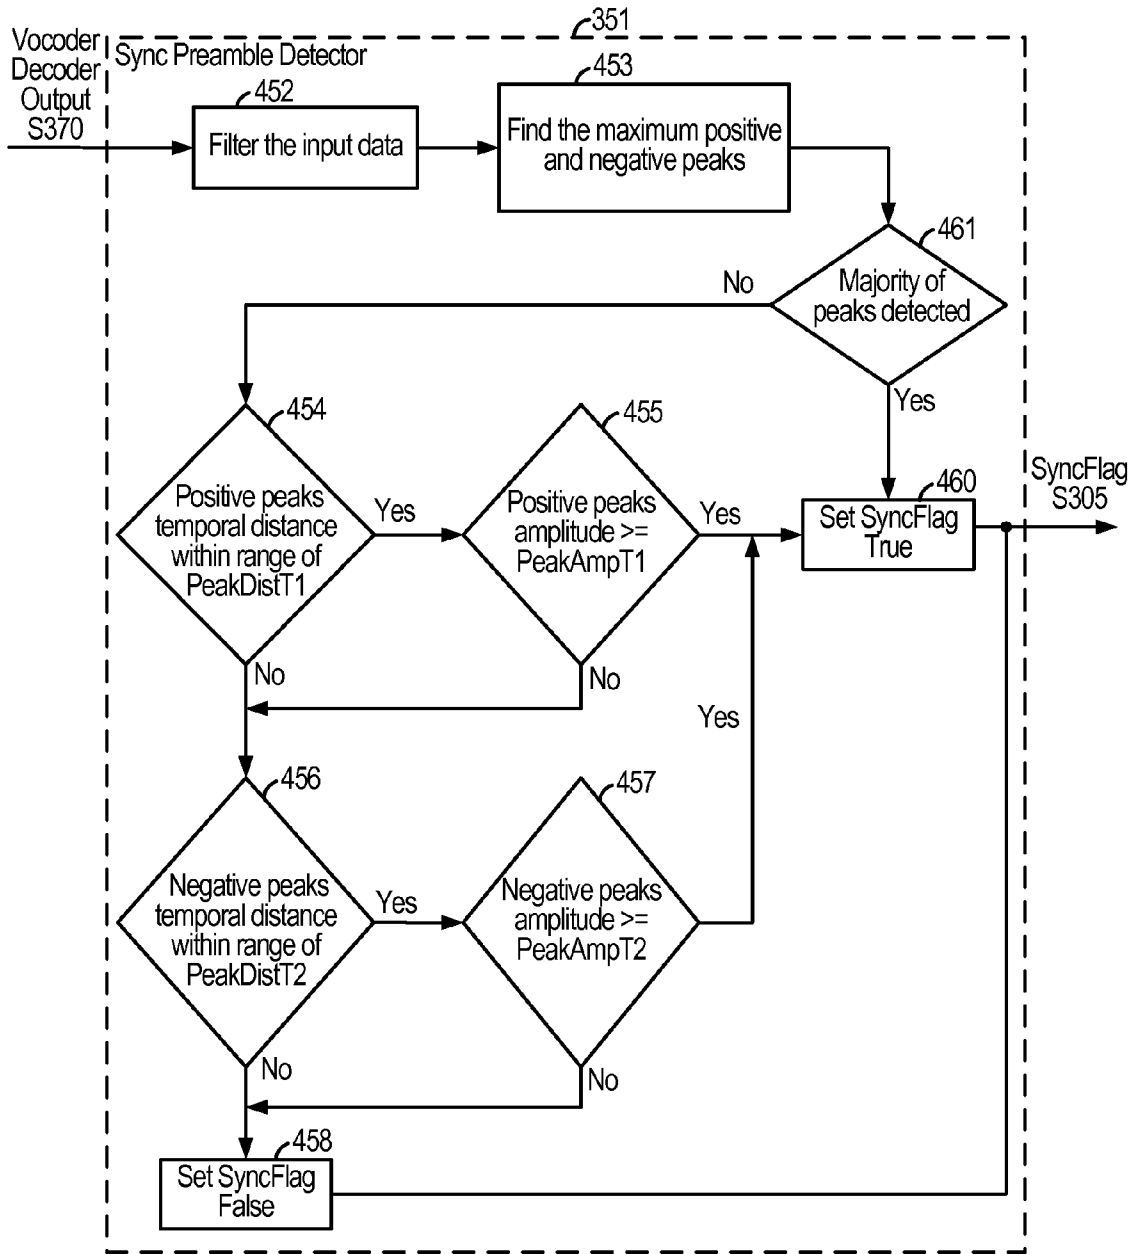 351
Vocoder
Decoder
Output
S370
Sync Preamble Detector
452
Filter the input data
453
Find the maximum positive
and negative peaks
461
Majority of
peaks detected
No
Yes
454
Positive peaks
temporal distance
within range of
PeakDistT1
Yes
No
455
Positive peaks
amplitude >=
PeakAmpT1
Yes
No
460
Set SyncFlag
True
SyncFlag
S305
456
Negative peaks
temporal distance
within range of
PeakDistT2
Yes
No
457
Negative peaks
amplitude >=
PeakAmpT2
Yes
No
458
Set SyncFlag
False